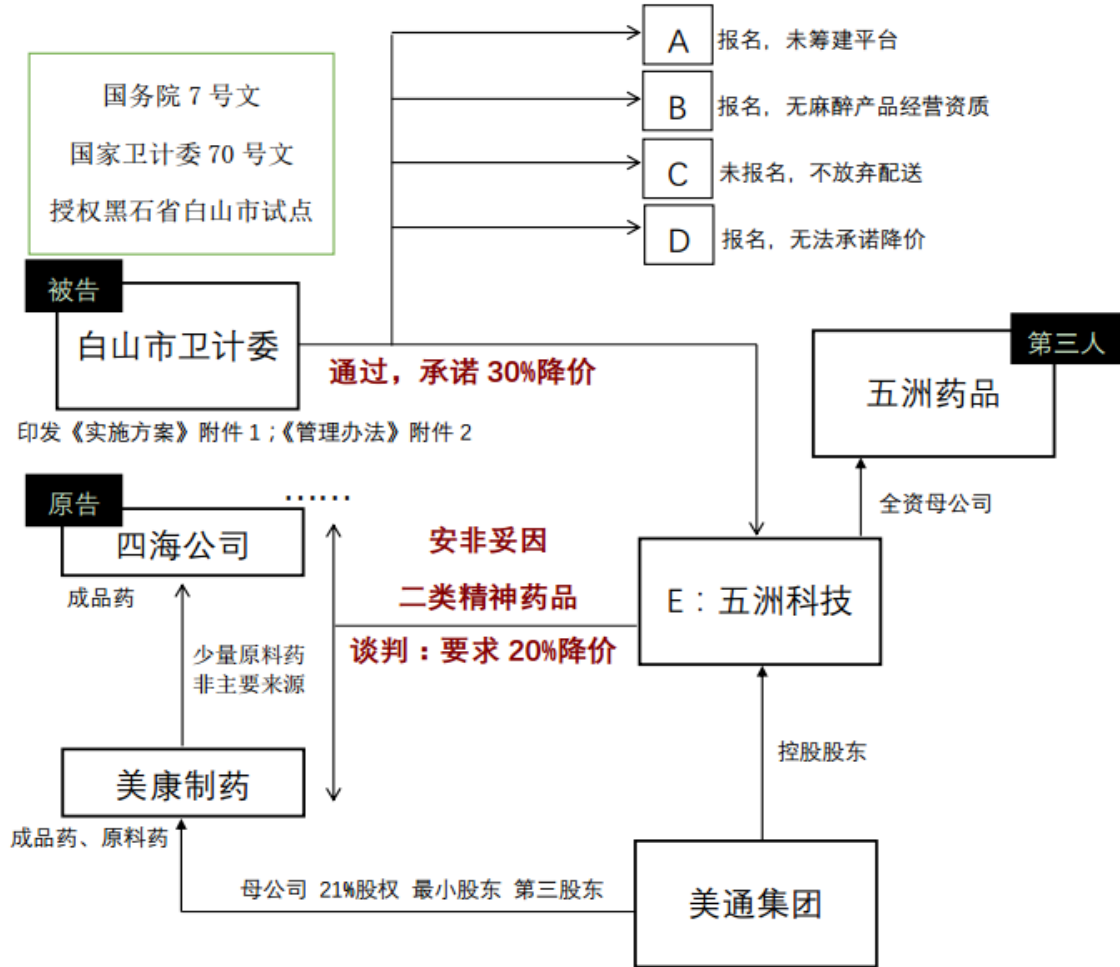 A
报名，未筹建平台
国务院 7 号文
国家卫计委 70 号文
授权黑石省白山市试点
B
报名，无麻醉产品经营资质
C
未报名，不放弃配送
D
报名，无法承诺降价
被告
白山市卫计委
通过，承诺 30%降价
印发《实施方案》附件 1；《管理办法》附件 2
第三人
五洲药品
全资母公司
原告
四海公司
成品药
……
安非妥因
二类精神药品
谈判：要求 20%降价
E：五洲科技
少量原料药
非主要来源
美康制药
成品药、原料药
控股股东
母公司 21%股权 最小股东 第三股东
美通集团